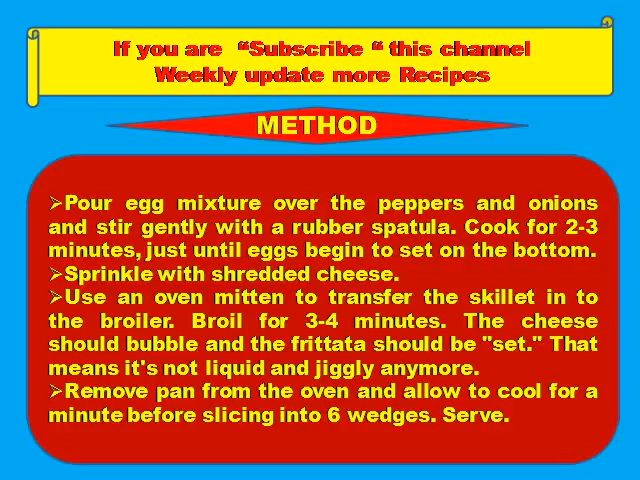 If you are “Subscribe “ this channel
Weekly update more Recipes
METHOD
➢Pour egg mixture over the peppers and onions
and stir gently with a rubber spatula. Cook for 2-3
minutes, just until eggs begin to set on the bottom.
➢Sprinkle with shredded cheese.
➢Use an oven mitten to transfer the skillet in to
the broiler. Broil for 3-4 minutes. The cheese
should bubble and the frittata should be "set." That
means it's not liquid and jiggly anymore.
➢Remove pan from the oven and allow to cool for a
minute before slicing into 6 wedges. Serve.